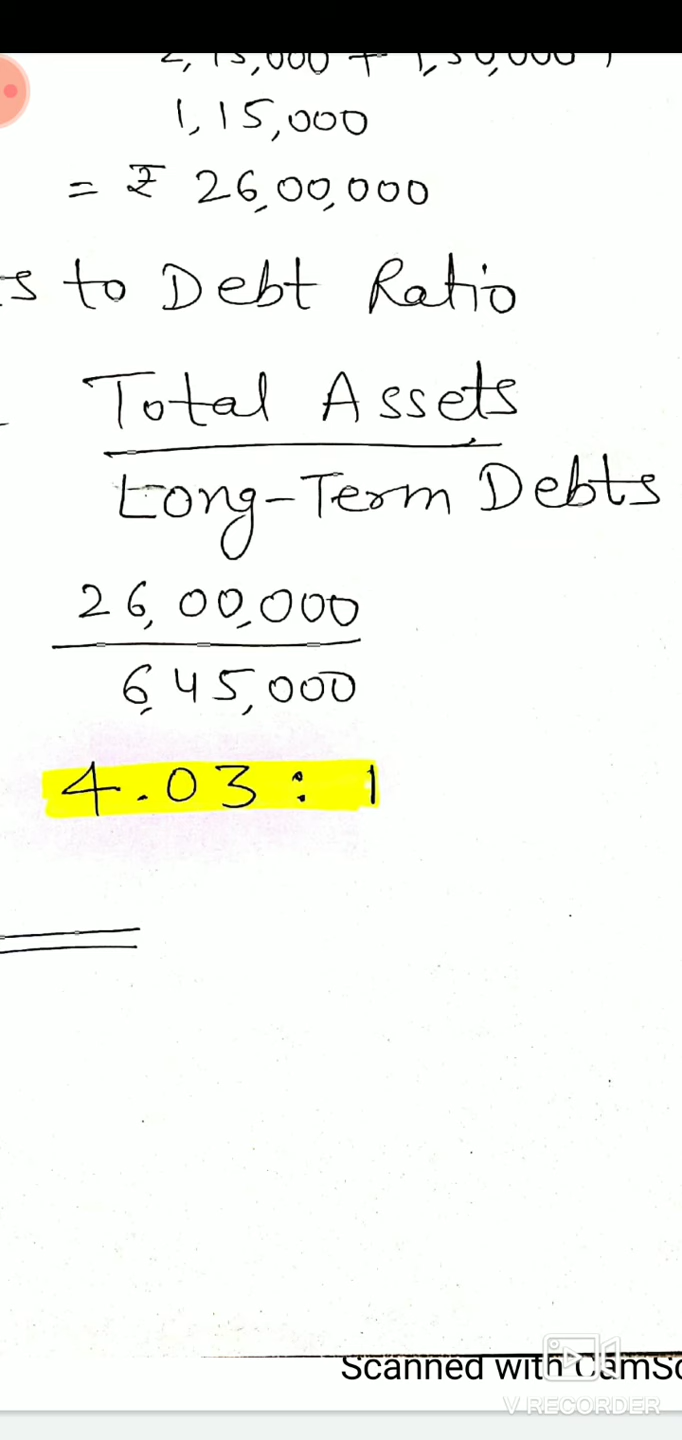 1,15,000
= ₹ 26,00,000
s to Debt Ratio
Total Assets
Long-Term Debts
26,00,000
6,45,000
4.03 : 1
Scanned with CamSc
V RECORDER